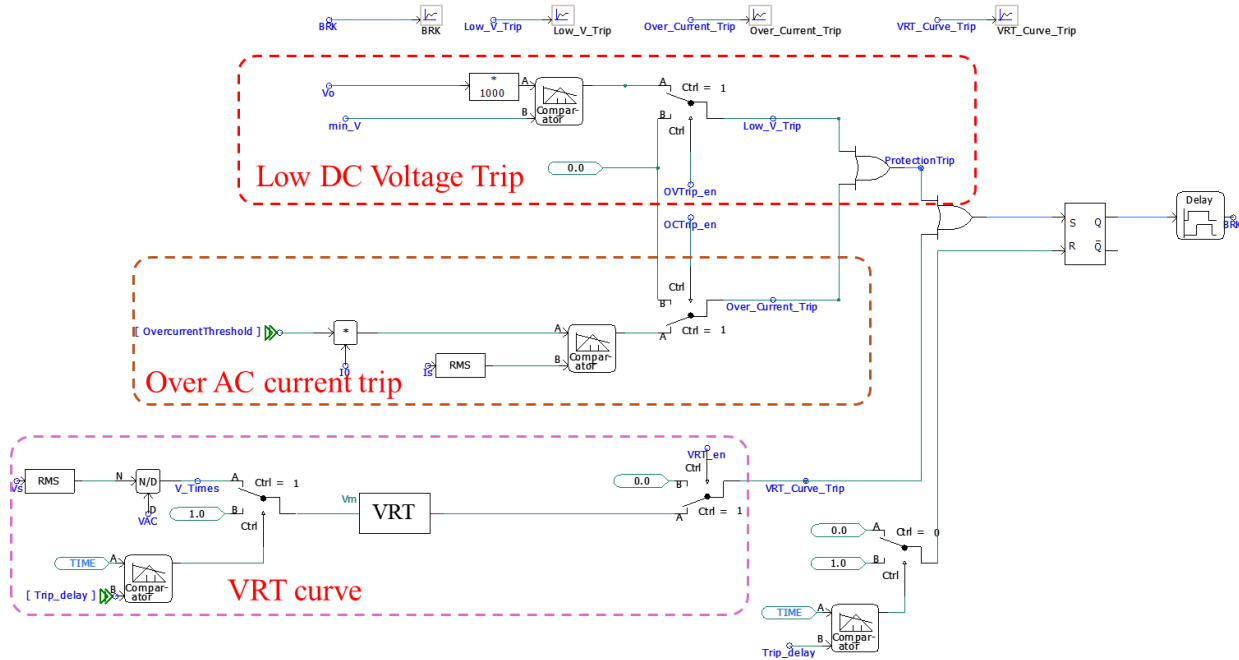 BRK
BRK
Low_V_Trip
Low_V_Trip
Over_Current_Trip
Over_Current_Trip
VRT_Curve_Trip
VRT_Curve_Trip
Vo
*
1000
A
B
Compar-
ator
min_V
A
Ctrl = 1
B
Ctrl
Low_V_Trip
0.0
OVTrip_en
Low DC Voltage Trip
ProtectionTrip
OCTrip_en
S
Q
R
Q̅
Delay
BRK
Ctrl
B
A
Ctrl = 1
Over_Current_Trip
[ OvercurrentThreshold ]
*
I0
Is
RMS
A
B
Compar-
ator
Over AC current trip
Vs
RMS
N
N/D
D
VAC
V_Times
A
Ctrl = 1
B
Ctrl
1.0
Vm
VRT
0.0
VRT_en
Ctrl
B
A
Ctrl = 1
VRT_Curve_Trip
TIME
A
[ Trip_delay ]
B
Compar-
ator
VRT curve
0.0
A
Ctrl = 0
1.0
B
Ctrl
TIME
A
B
Compar-
ator
Trip_delay